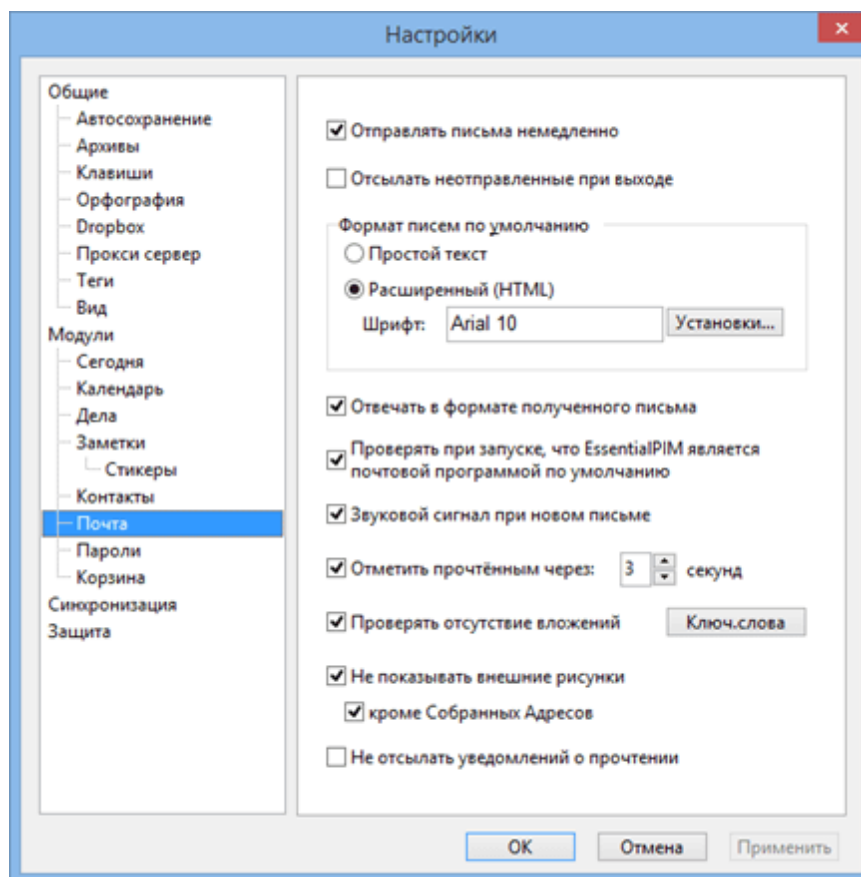 Настройки
Общие
Автосохранение
Архивы
Клавиши
Орфография
Dropbox
Прокси сервер
Теги
Вид
Модули
Сегодня
Календарь
Дела
Заметки
Стикеры
Контакты
Почта
Пароли
Корзина
Синхронизация
Защита
Отправлять письма немедленно
Отсылать неотправленные при выходе
Формат писем по умолчанию
Простой текст
Расширенный (HTML)
Шрифт: Arial 10 Установки...
Отвечать в формате полученного письма
Проверять при запуске, что EssentialPIM является
почтовой программой по умолчанию
Звуковой сигнал при новом письме
Отметить прочтённым через: 3 секунд
Проверять отсутствие вложений Ключ.слова
Не показывать внешние рисунки
кроме Собранных Адресов
Не отсылать уведомлений о прочтении
OK Отмена Применить